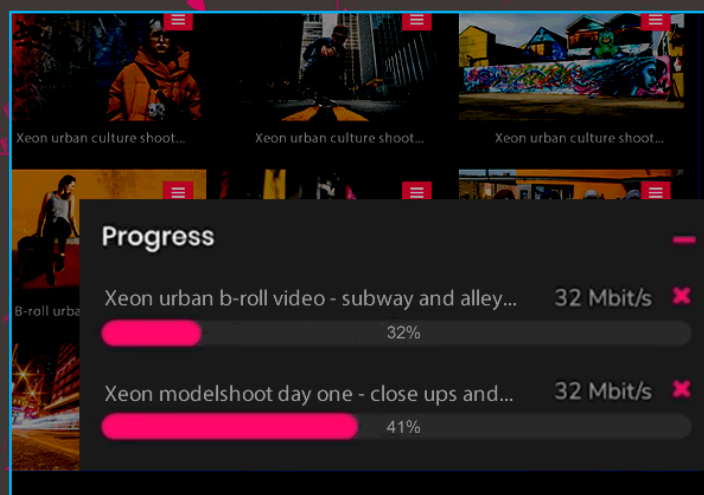 Xeon urban culture shoot...
Xeon urban culture shoot...
Xeon urban culture shoot...
Progress
B-roll urba
Xeon urban b-roll video - subway and alley... 32 Mbit/s
32%
Xeon modelshoot day one - close ups and... 32 Mbit/s
41%